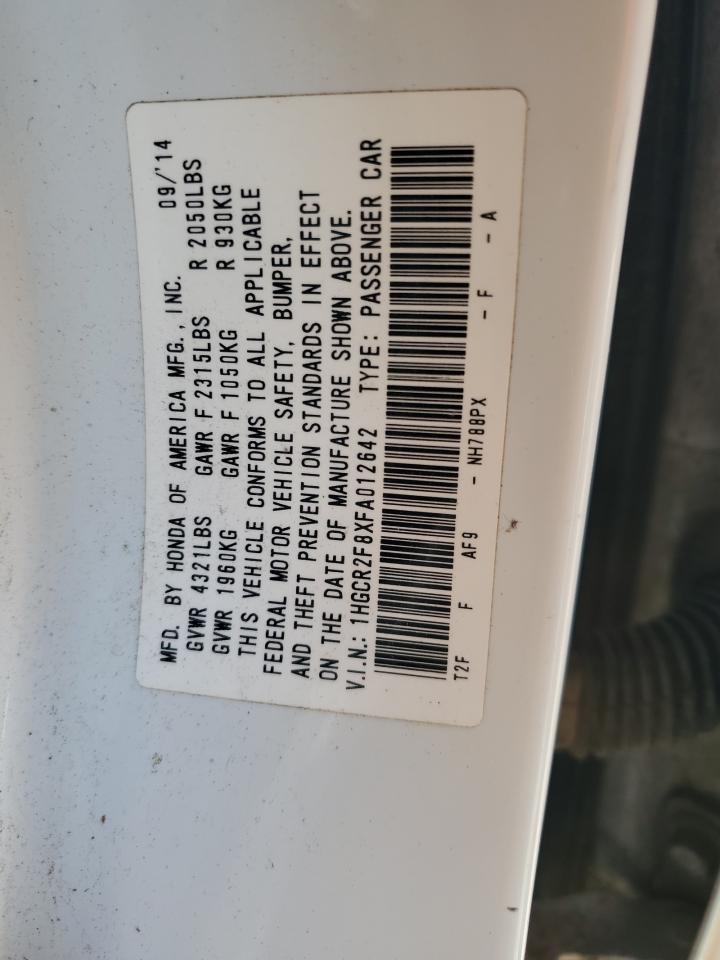 MFD. BY HONDA OF AMERICA MFG., INC. 09/'14
GVWR 4321LBS GAWR F 2315LBS R 2050LBS
GVWR 1960KG GAWR F 1050KG R 930KG
THIS VEHICLE CONFORMS TO ALL APPLICABLE
FEDERAL MOTOR VEHICLE SAFETY, BUMPER,
AND THEFT PREVENTION STANDARDS IN EFFECT
ON THE DATE OF MANUFACTURE SHOWN ABOVE.
V.I.N.: 1HGCR2F8XFA012642 TYPE: PASSENGER CAR
T2F F AF9 - NH788PX - F - A